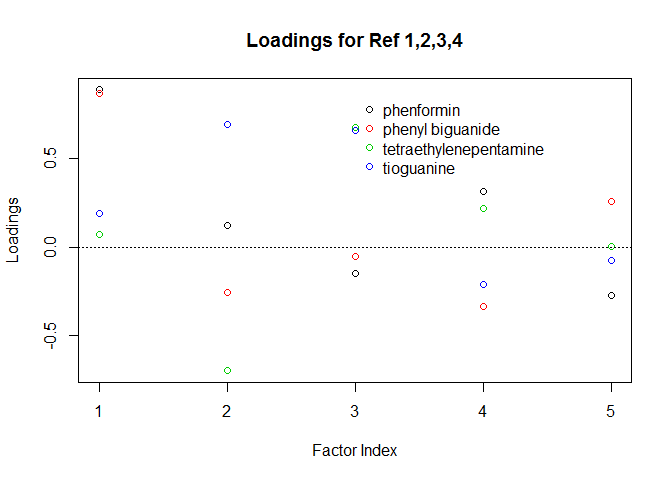 Loadings for Ref 1,2,3,4
phenformin
phenyl biguanide
tetraethylenepentamine
tioguanine
0.5
0.0
-0.5
Loadings
1 2 3 4 5
Factor Index